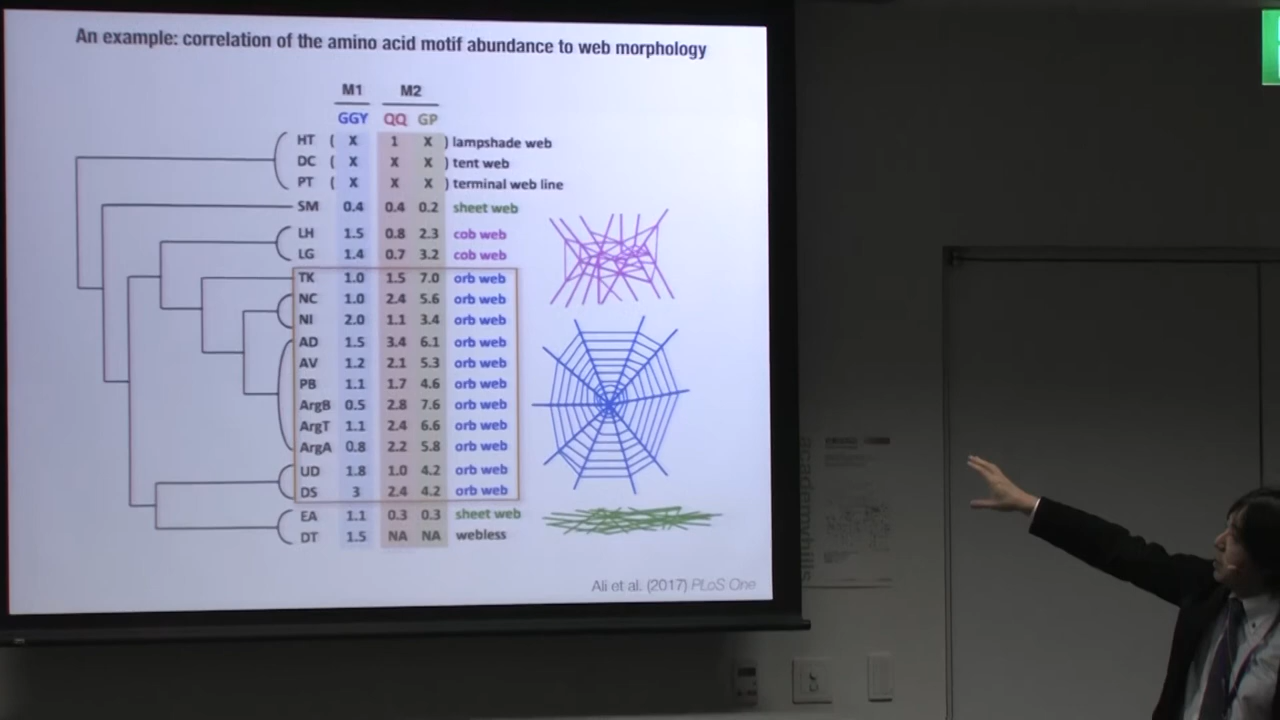 An example: correlation of the amino acid motif abundance to web morphology
M1 M2
GGY QQ GP
HT ( X 1 X ) lampshade web
DC ( X X X ) tent web
PT ( X X X ) terminal web line
SM 0.4 0.4 0.2 sheet web
LH 1.5 0.8 2.3 cob web
LG 1.4 0.7 3.2 cob web
TK 1.0 1.5 7.0 orb web
NC 1.0 2.4 5.6 orb web
NI 2.0 1.1 3.4 orb web
AD 1.5 3.4 6.1 orb web
AV 1.2 2.1 5.3 orb web
PB 1.1 1.7 4.6 orb web
ArgB 0.5 2.8 7.6 orb web
ArgT 1.1 2.4 6.6 orb web
ArgA 0.8 2.2 5.8 orb web
UD 1.8 1.0 4.2 orb web
DS 3 2.4 4.2 orb web
EA 1.1 0.3 0.3 sheet web
DT 1.5 NA NA webless
Ali et al. (2017) PLoS One
academyhills